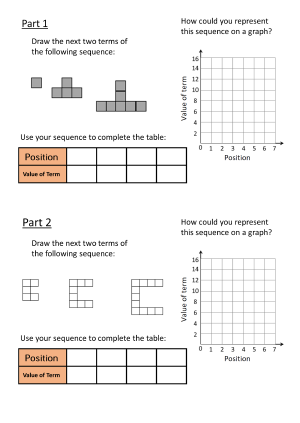 Part 1
How could you represent
this sequence on a graph?
Draw the next two terms of
the following sequence:
16
14
12
10
8
6
4
2
Value of term
0 1 2 3 4 5 6 7
Position
Use your sequence to complete the table:
Position
Value of Term
Part 2
How could you represent
this sequence on a graph?
Draw the next two terms of
the following sequence:
16
14
12
10
8
6
4
2
Value of term
0 1 2 3 4 5 6 7
Position
Use your sequence to complete the table:
Position
Value of Term